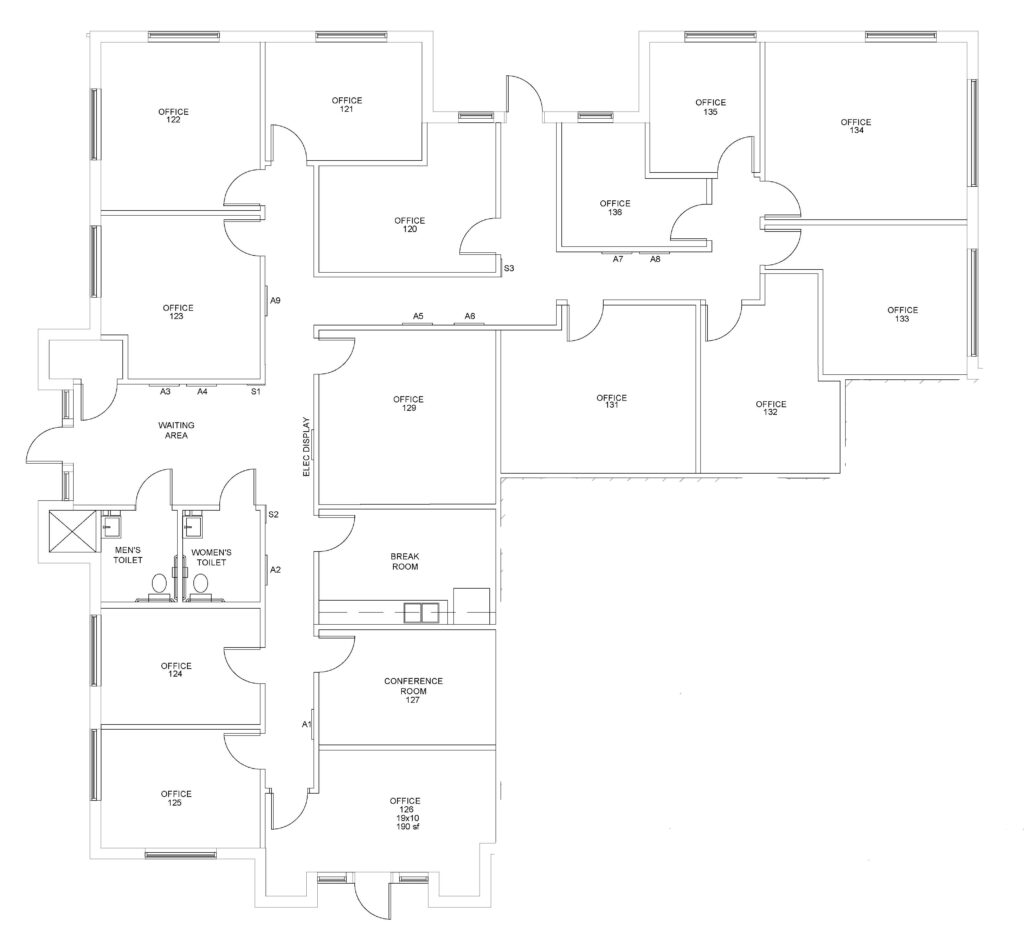 OFFICE
122
OFFICE
121
OFFICE
135
OFFICE
134
OFFICE
120
OFFICE
136
S3
A7
A8
OFFICE
123
A9
A5
A6
OFFICE
133
A3
A4
S1
OFFICE
129
OFFICE
131
OFFICE
132
WAITING
AREA
ELEC DISPLAY
S2
MEN'S
TOILET
WOMEN'S
TOILET
A2
BREAK
ROOM
OFFICE
124
CONFERENCE
ROOM
127
A1
OFFICE
125
OFFICE
126
19x10
190 sf